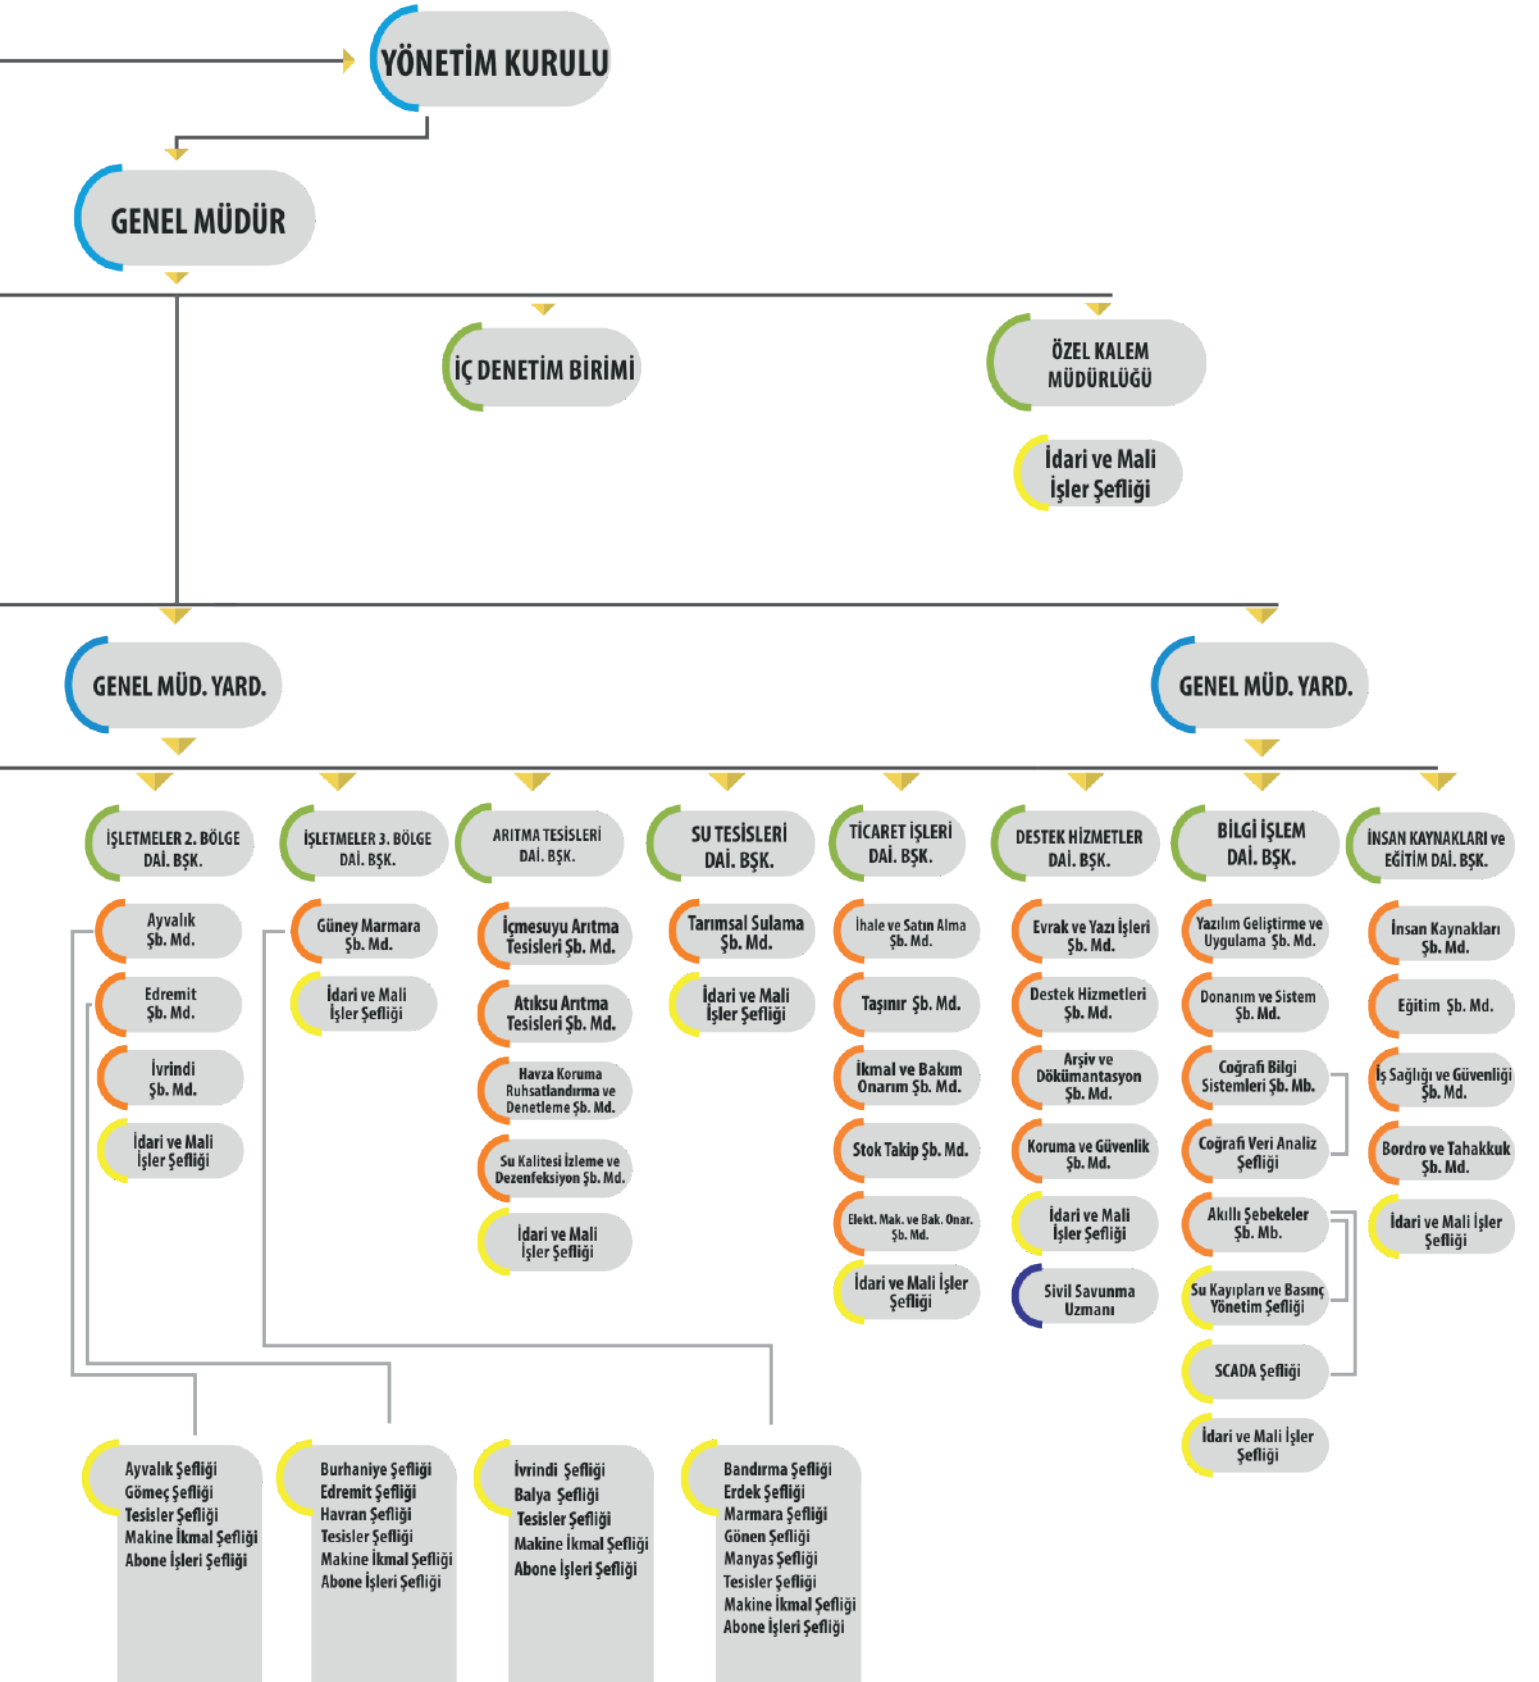 YÖNETİM KURULU
GENEL MÜDÜR
İÇ DENETİM BİRİMİ
ÖZEL KALEM
MÜDÜRLÜĞÜ
İdari ve Mali
İşler Şefliği
GENEL MÜD. YARD.
GENEL MÜD. YARD.
İŞLETMELER 2. BÖLGE
DAİ. BŞK.
Ayvalık
Şb. Md.
Edremit
Şb. Md.
İvrindi
Şb. Md.
İdari ve Mali
İşler Şefliği
İŞLETMELER 3. BÖLGE
DAİ. BŞK.
Güney Marmara
Şb. Md.
İdari ve Mali
İşler Şefliği
ARITMA TESİSLERİ
DAİ. BŞK.
İçmesuyu Arıtma
Tesisleri Şb. Md.
Atıksu Arıtma
Tesisleri Şb. Md.
Havza Koruma
Ruhsatlandırma ve
Denetleme Şb. Md.
Su Kalitesi İzleme ve
Dezenfeksiyon Şb. Md.
İdari ve Mali
İşler Şefliği
SU TESİSLERİ
DAİ. BŞK.
Tarımsal Sulama
Şb. Md.
İdari ve Mali
İşler Şefliği
TİCARET İŞLERİ
DAİ. BŞK.
İhale ve Satın Alma
Şb. Md.
Taşınır Şb. Md.
İkmal ve Bakım
Onarım Şb. Md.
Stok Takip Şb. Md.
Elekt. Mak. ve Bak. Onar.
Şb. Md.
İdari ve Mali İşler
Şefliği
DESTEK HİZMETLER
DAİ. BŞK.
Evrak ve Yazı İşleri
Şb. Md.
Destek Hizmetleri
Şb. Md.
Arşiv ve
Dökümantasyon
Şb. Md.
Koruma ve Güvenlik
Şb. Md.
İdari ve Mali
İşler Şefliği
Sivil Savunma
Uzmanı
BİLGİ İŞLEM
DAİ. BŞK.
Yazılım Geliştirme ve
Uygulama Şb. Md.
Donanım ve Sistem
Şb. Md.
Coğrafi Bilgi
Sistemleri Şb. Mb.
Coğrafi Veri Analiz
Şefliği
Akıllı Şebekeler
Şb. Mb.
Su Kayıpları ve Basınç
Yönetim Şefliği
SCADA Şefliği
İdari ve Mali İşler
Şefliği
İNSAN KAYNAKLARI ve
EĞİTİM DAİ. BŞK.
İnsan Kaynakları
Şb. Md.
Eğitim Şb. Md.
İş Sağlığı ve Güvenliği
Şb. Md.
Bordro ve Tahakkuk
Şb. Md.
İdari ve Mali İşler
Şefliği
Ayvalık Şefliği
Gömeç Şefliği
Tesisler Şefliği
Makine İkmal Şefliği
Abone İşleri Şefliği
Burhaniye Şefliği
Edremit Şefliği
Havran Şefliği
Tesisler Şefliği
Makine İkmal Şefliği
Abone İşleri Şefliği
İvrindi Şefliği
Balya Şefliği
Tesisler Şefliği
Makine İkmal Şefliği
Abone İşleri Şefliği
Bandırma Şefliği
Erdek Şefliği
Marmara Şefliği
Gönen Şefliği
Manyas Şefliği
Tesisler Şefliği
Makine İkmal Şefliği
Abone İşleri Şefliği